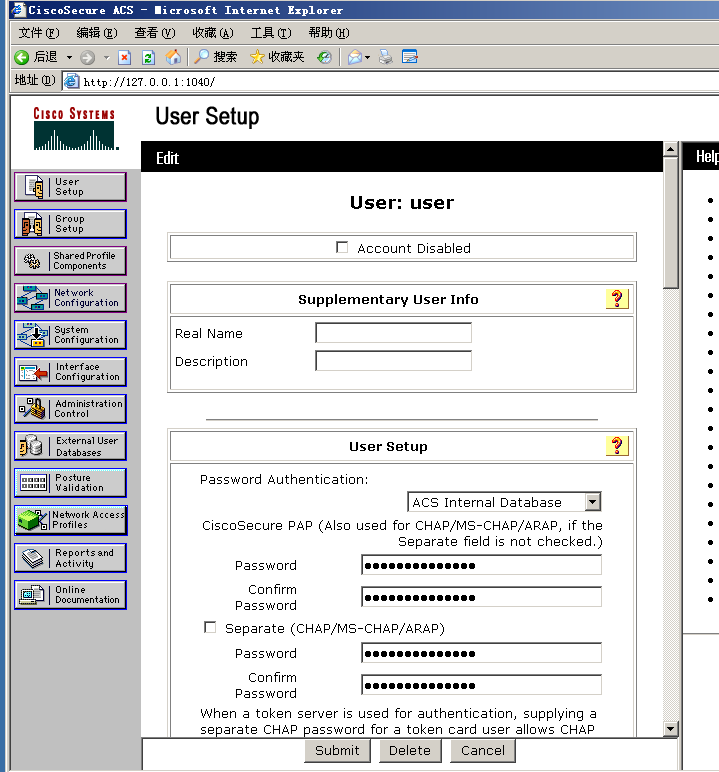 CiscoSecure ACS - Microsoft Internet Explorer
文件(F) 编辑(E) 查看(V) 收藏(A) 工具(T) 帮助(H)
后退 搜索 收藏夹
地址(D) http://127.0.0.1:1040/
CISCO SYSTEMS
User Setup
Edit
Help
User: user
Account Disabled
Supplementary User Info
Real Name
Description
User Setup
Password Authentication:
ACS Internal Database
CiscoSecure PAP (Also used for CHAP/MS-CHAP/ARAP, if the
Separate field is not checked.)
Password
Confirm
Password
Separate (CHAP/MS-CHAP/ARAP)
Password
Confirm
Password
When a token server is used for authentication, supplying a
separate CHAP password for a token card user allows CHAP
Submit Delete Cancel
User
Setup
Group
Setup
Shared Profile
Components
Network
Configuration
System
Configuration
Interface
Configuration
Administration
Control
External User
Databases
Posture
Validation
Network Access
Profiles
Reports and
Activity
Online
Documentation